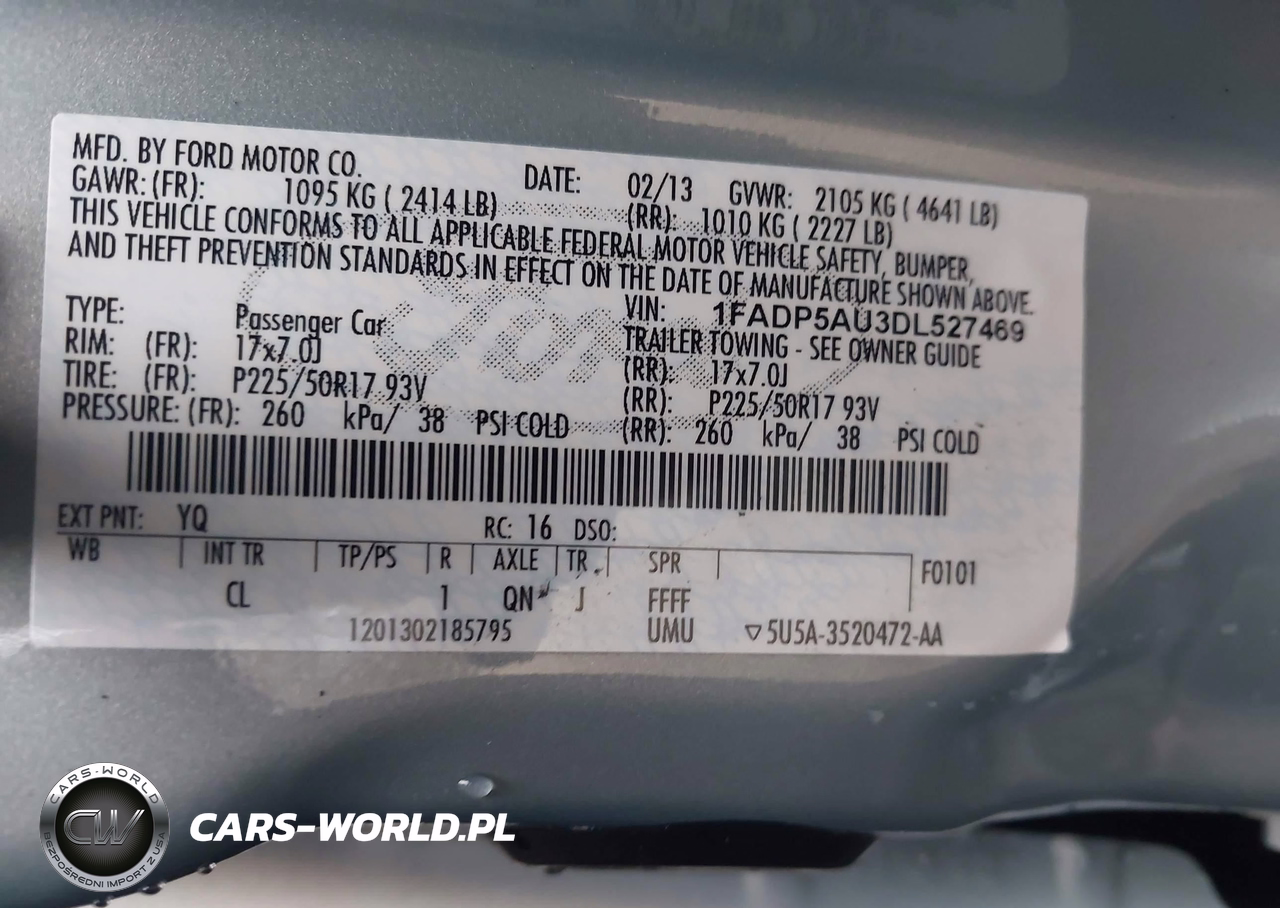 MFD. BY FORD MOTOR CO. DATE: 02/13 GVWR: 2105 KG ( 4641 LB)
GAWR: (FR): 1095 KG ( 2414 LB) (RR): 1010 KG ( 2227 LB)
THIS VEHICLE CONFORMS TO ALL APPLICABLE FEDERAL MOTOR VEHICLE SAFETY, BUMPER,
AND THEFT PREVENTION STANDARDS IN EFFECT ON THE DATE OF MANUFACTURE SHOWN ABOVE.
TYPE: Passenger Car VIN: 1FADP5AU3DL527469
TRAILER TOWING - SEE OWNER GUIDE
RIM: (FR): 17x7.0J (RR): 17x7.0J
TIRE: (FR): P225/50R17 93V (RR): P225/50R17 93V
PRESSURE: (FR): 260 kPa/ 38 PSI COLD (RR): 260 kPa/ 38 PSI COLD
EXT PNT: YQ RC: 16 DSO:
WB INT TR TP/PS R AXLE TR SPR F0101
CL 1 QN J FFFF
1201302185795 UMU ▽5U5A-3520472-AA
CARS-WORLD
CW
BEZPOŚREDNI IMPORT Z USA
CARS-WORLD.PL